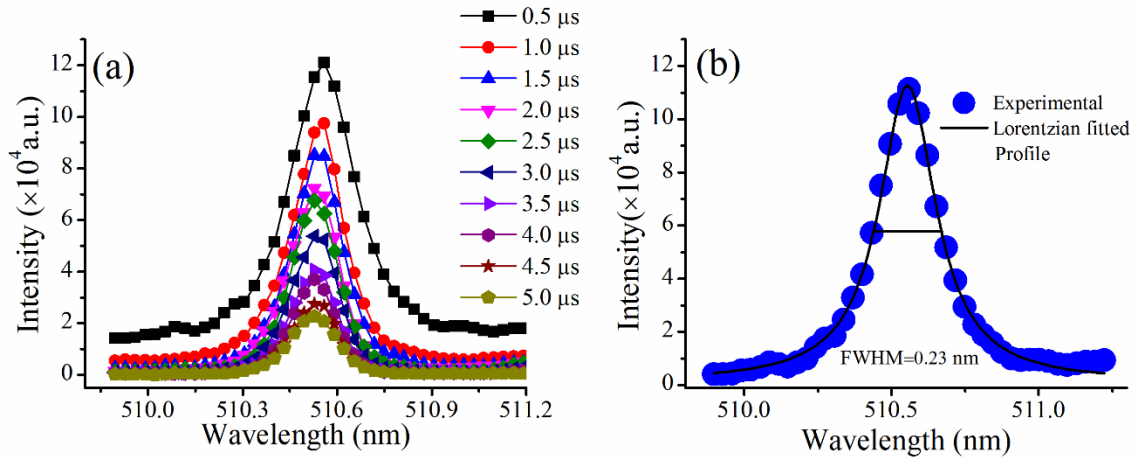 (a)
Intensity (×10⁴ a.u.)
12
10
8
6
4
2
0
510.0 510.3 510.6 510.9 511.2
Wavelength (nm)
0.5 µs
1.0 µs
1.5 µs
2.0 µs
2.5 µs
3.0 µs
3.5 µs
4.0 µs
4.5 µs
5.0 µs
(b)
Intensity(×10⁴ a.u.)
12
10
8
6
4
2
0
510.0 510.5 511.0
Wavelength (nm)
Experimental
Lorentzian fitted
Profile
FWHM=0.23 nm